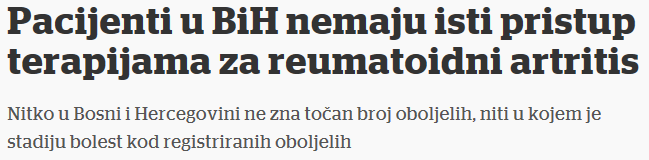 Pacijenti u BiH nemaju isti pristup
terapijama za reumatoidni artritis
Nitko u Bosni i Hercegovini ne zna točan broj oboljelih, niti u kojem je
stadiju bolest kod registriranih oboljelih